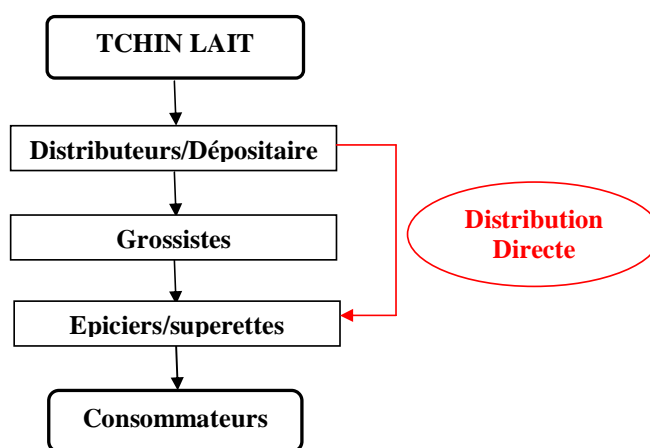 TCHIN LAIT
Distributeurs/Dépositaire
Grossistes
Distribution
Directe
Epiciers/superettes
Consommateurs